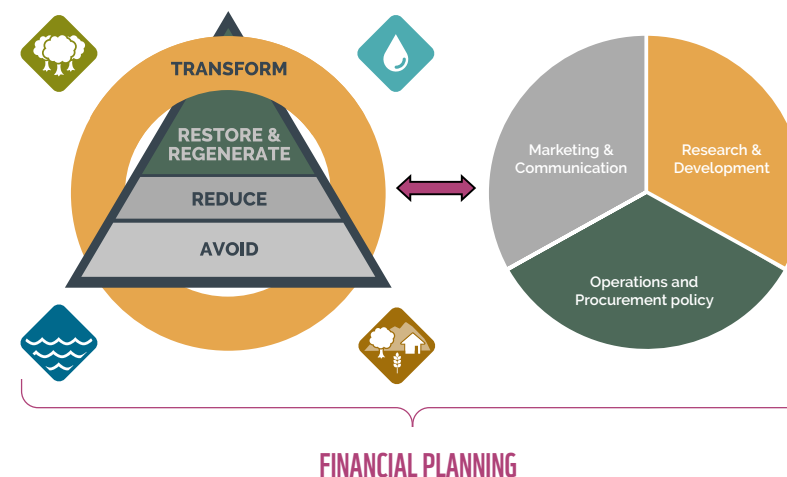 TRANSFORM
RESTORE &
REGENERATE
REDUCE
AVOID
Marketing &
Communication
Research &
Development
Operations and
Procurement policy
FINANCIAL PLANNING